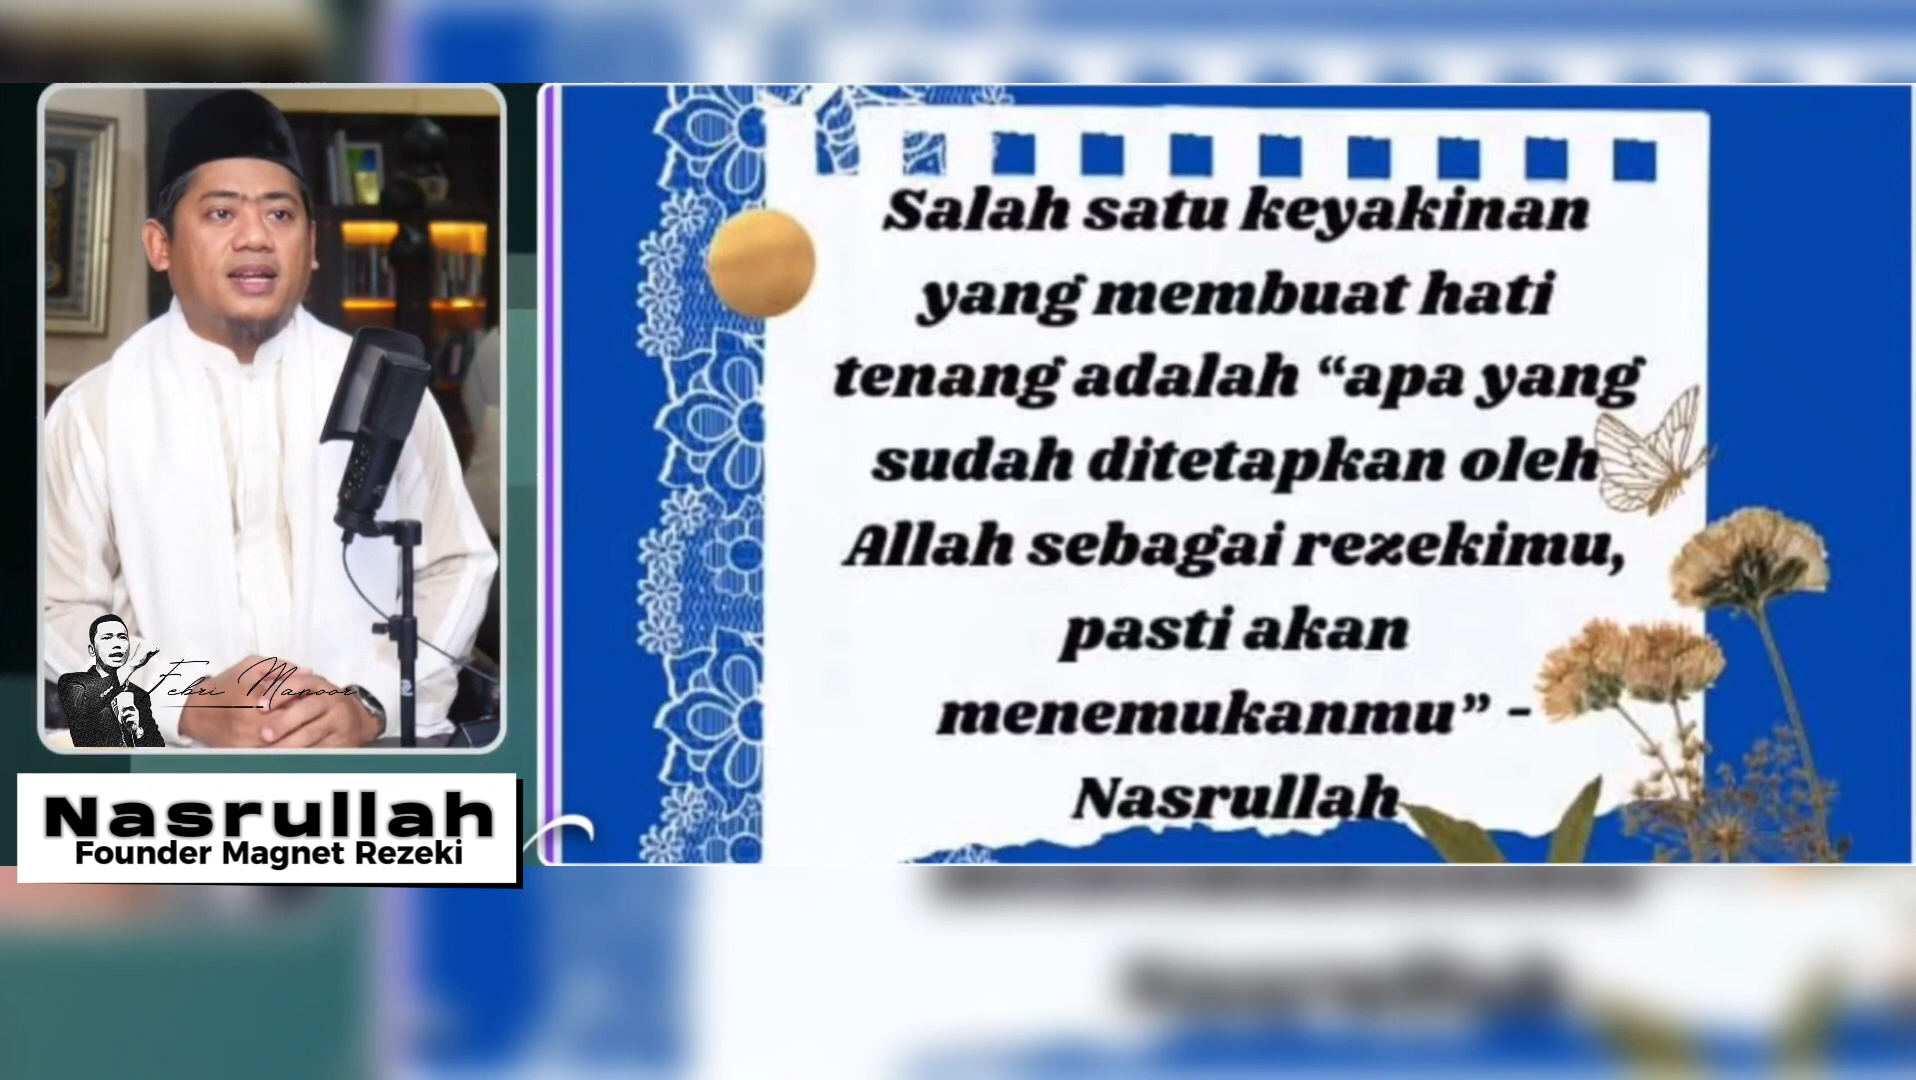 Febri Manoor
Nasrullah
Founder Magnet Rezeki
Salah satu keyakinan
yang membuat hati
tenang adalah “apa yang
sudah ditetapkan oleh
Allah sebagai rezekimu,
pasti akan
menemukanmu” -
Nasrullah